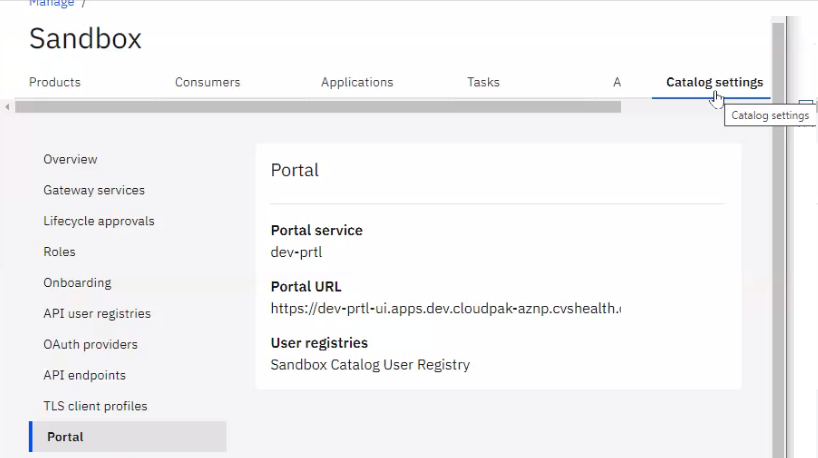 Manage /
Sandbox
Products Consumers Applications Tasks A Catalog settings
Catalog settings
Overview
Gateway services
Lifecycle approvals
Roles
Onboarding
API user registries
OAuth providers
API endpoints
TLS client profiles
Portal
Portal
Portal service
dev-prtl
Portal URL
https://dev-prtl-ui.apps.dev.cloudpak-aznp.cvshealth.
User registries
Sandbox Catalog User Registry